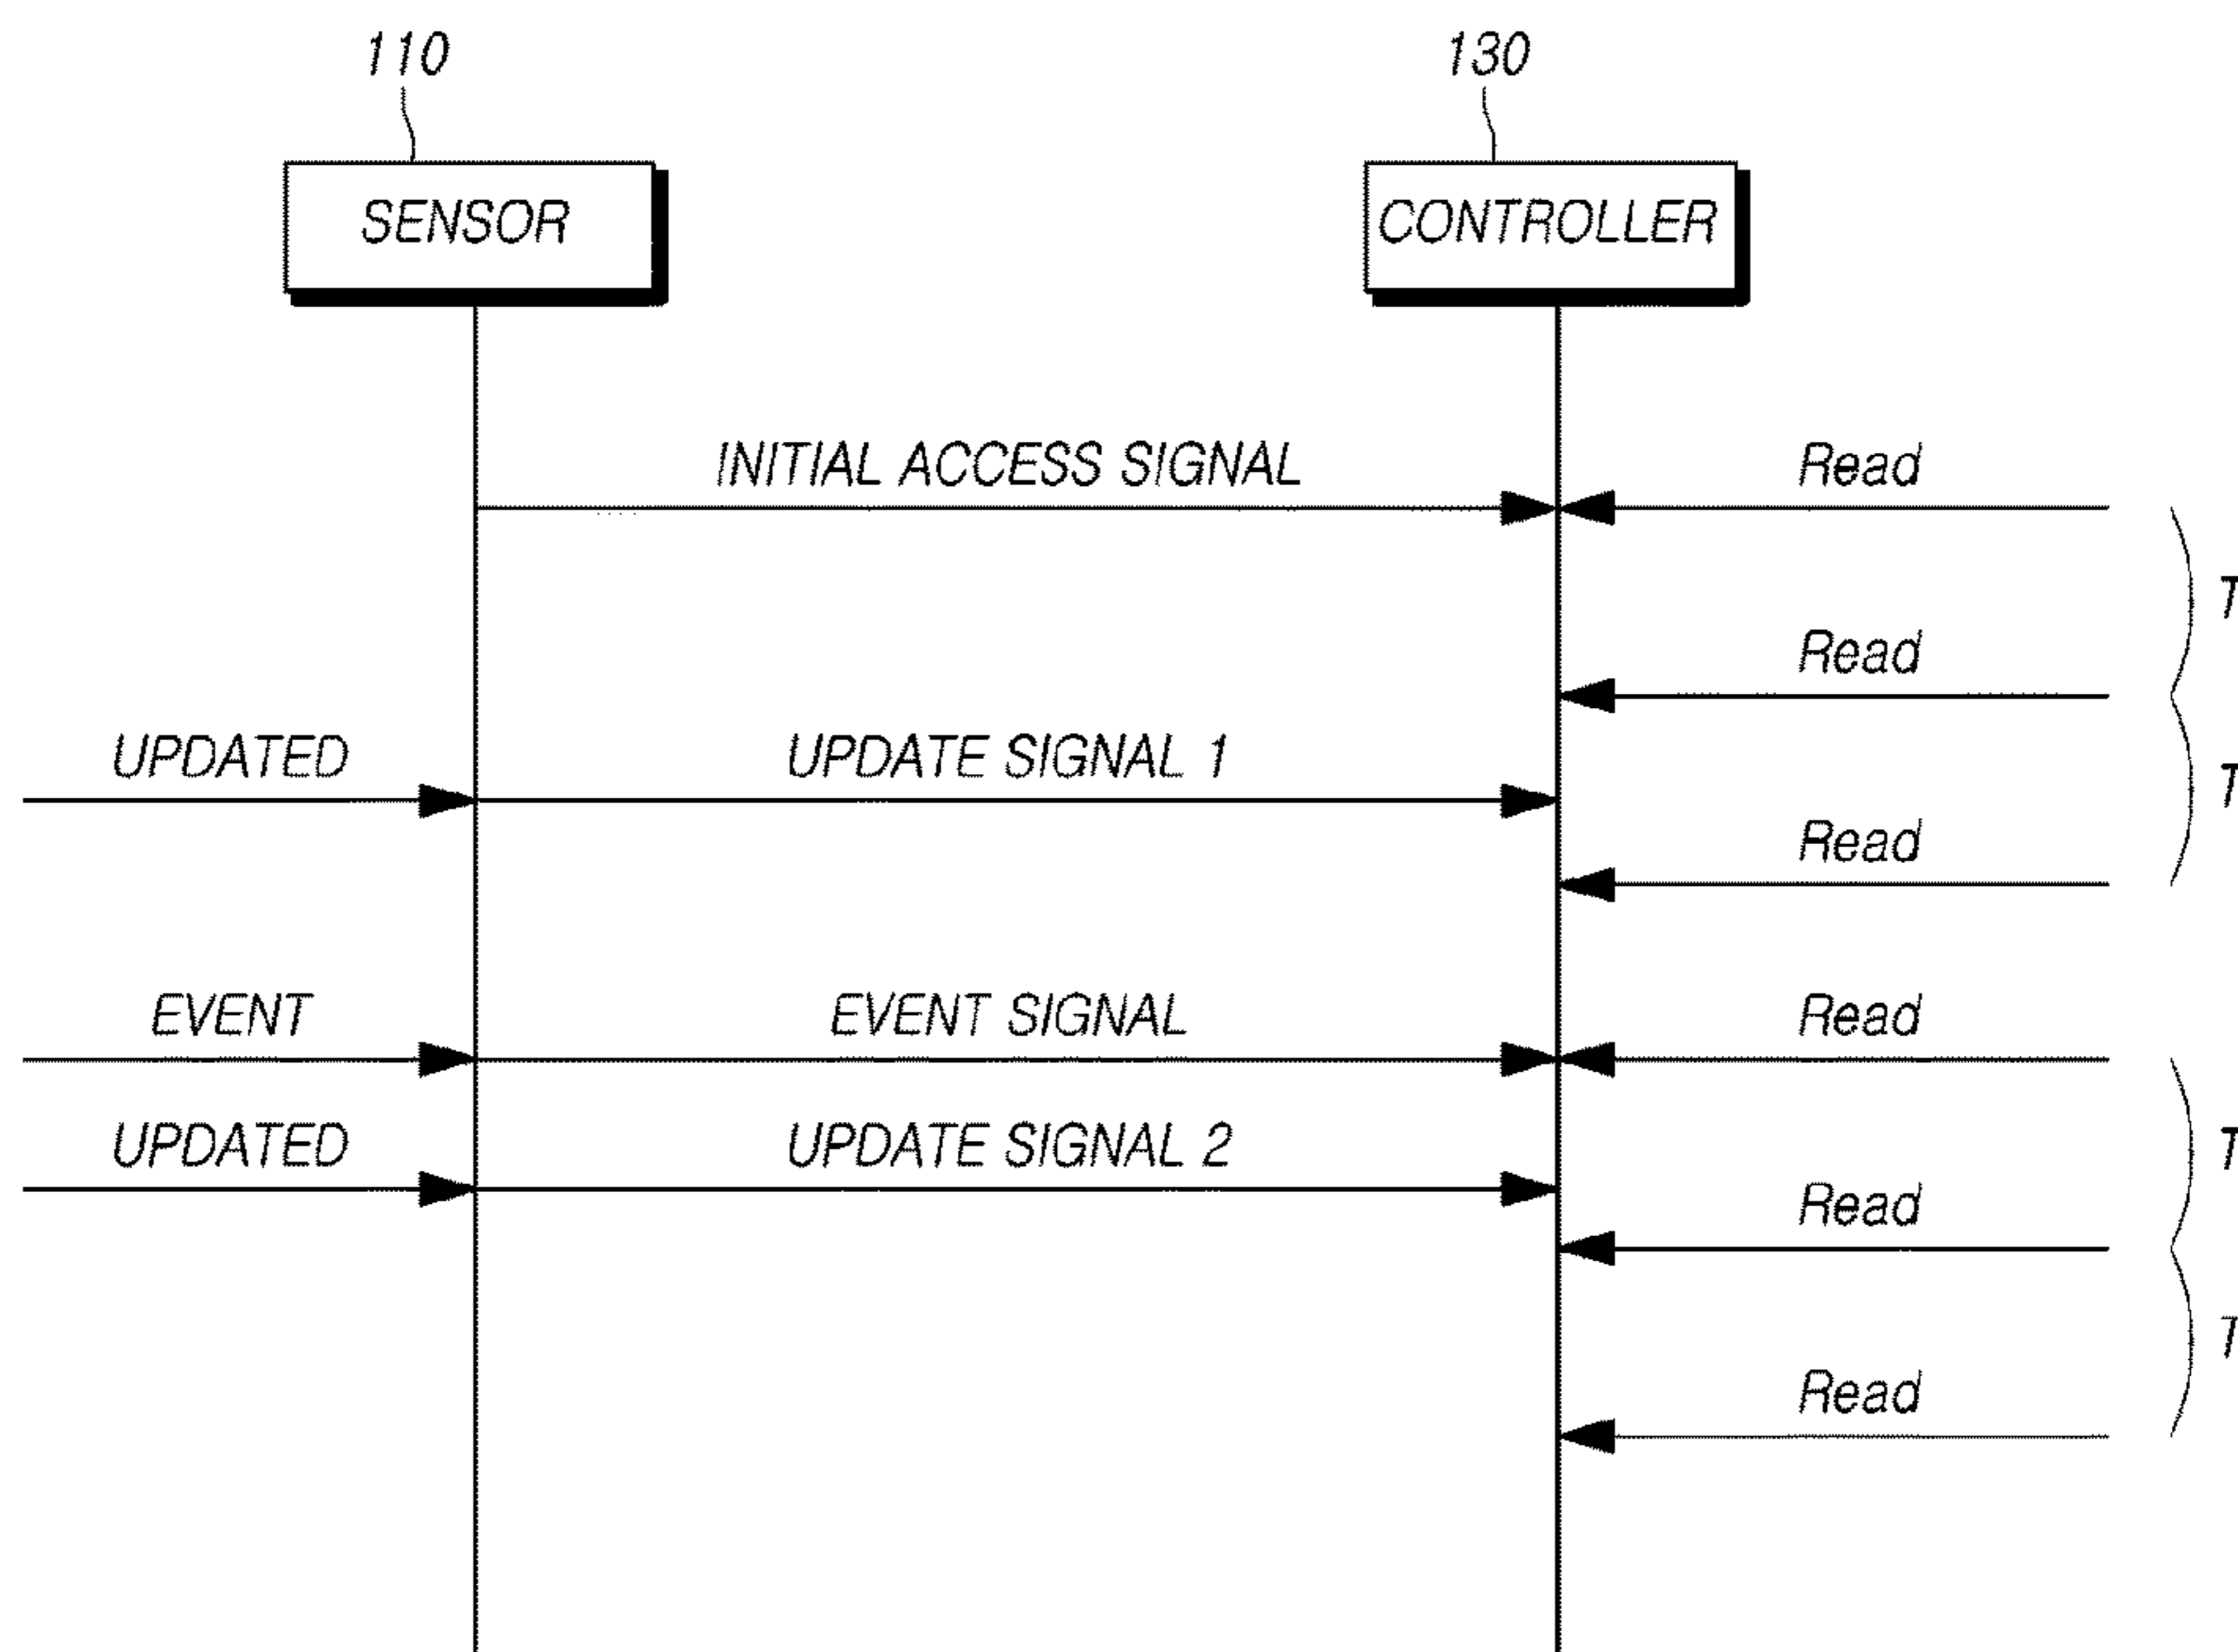 110 130
SENSOR CONTROLLER
INITIAL ACCESS SIGNAL Read
T
Read
UPDATED UPDATE SIGNAL 1
T
Read
EVENT EVENT SIGNAL Read
UPDATED UPDATE SIGNAL 2
T
Read
T
Read